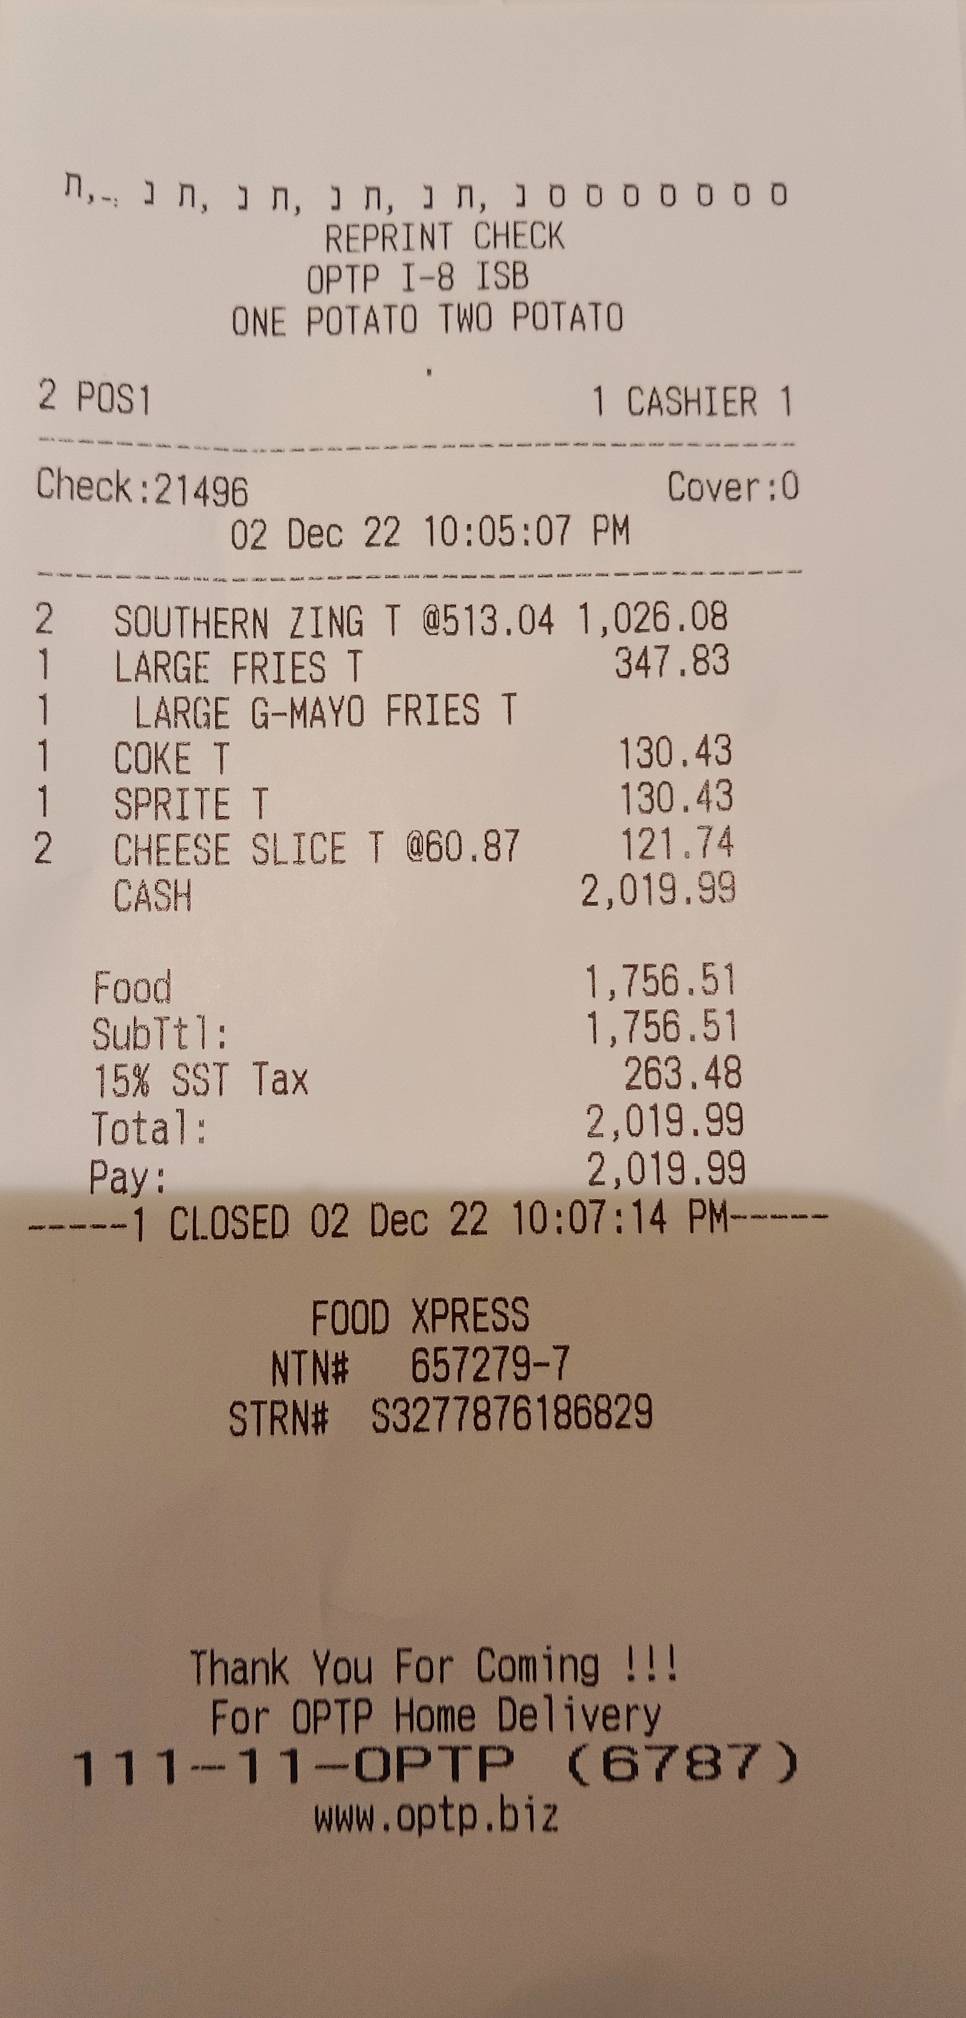 ת,-: נ ת, נ ת, נ ת, נ ת, נ ס ס ס ס ס ס ס
REPRINT CHECK
OPTP I-8 ISB
ONE POTATO TWO POTATO
2 POS1 1 CASHIER 1
Check:21496 Cover:0
02 Dec 22 10:05:07 PM
2 SOUTHERN ZING T @513.04 1,026.08
1 LARGE FRIES T 347.83
1 LARGE G-MAYO FRIES T
1 COKE T 130.43
1 SPRITE T 130.43
2 CHEESE SLICE T @60.87 121.74
CASH 2,019.99
Food 1,756.51
SubTtl: 1,756.51
15% SST Tax 263.48
Total: 2,019.99
Pay: 2,019.99
-----1 CLOSED 02 Dec 22 10:07:14 PM-----
FOOD XPRESS
NTN# 657279-7
STRN# S3277876186829
Thank You For Coming !!!
For OPTP Home Delivery
111-11-OPTP (6787)
www.optp.biz